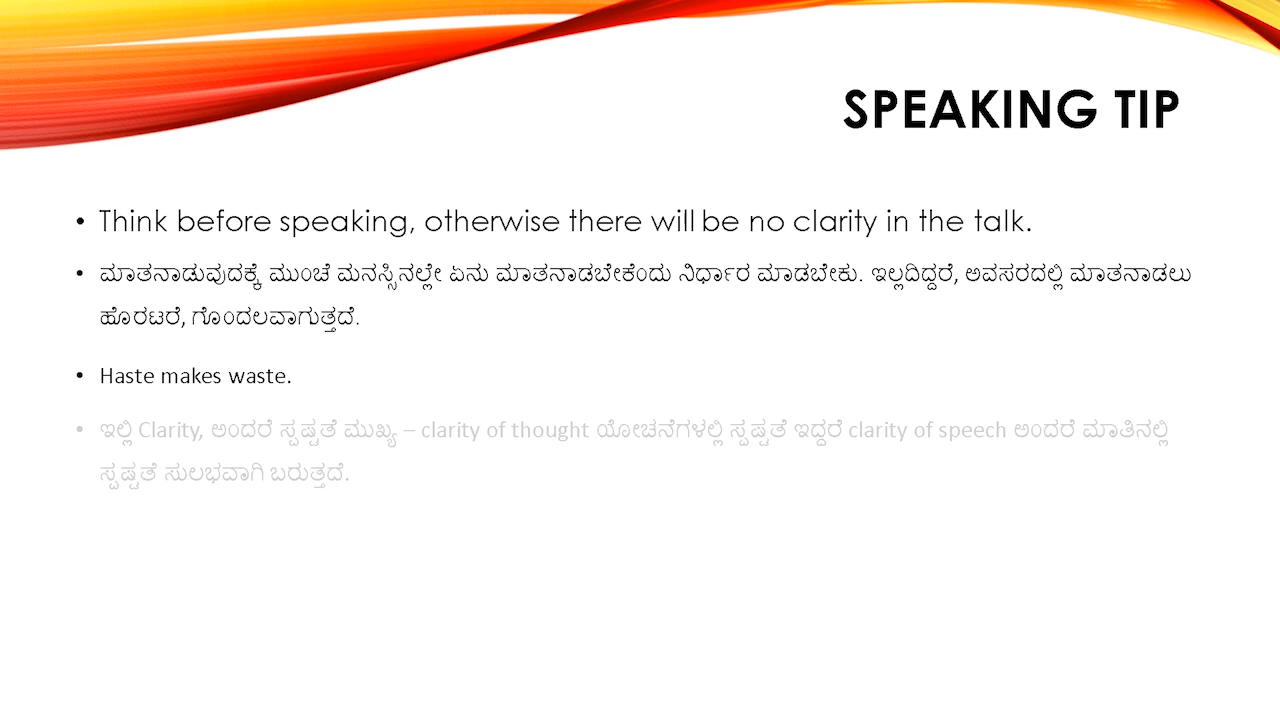 SPEAKING TIP
• Think before speaking, otherwise there will be no clarity in the talk.
• ಮಾತನಾಡುವುದಕ್ಕೆ ಮುಂಚೆ ಮನಸ್ಸಿನಲ್ಲೇ ಏನು ಮಾತನಾಡಬೇಕೆಂದು ನಿರ್ಧಾರ ಮಾಡಬೇಕು. ಇಲ್ಲದಿದ್ದರೆ, ಅವಸರದಲ್ಲಿ ಮಾತನಾಡಲು
ಹೊರಟರೆ, ಗೊಂದಲವಾಗುತ್ತದೆ.
• Haste makes waste.
• ಇಲ್ಲಿ Clarity, ಅಂದರೆ ಸ್ಪಷ್ಟತೆ ಮುಖ್ಯ – clarity of thought ಯೋಚನೆಗಳಲ್ಲಿ ಸ್ಪಷ್ಟತೆ ಇದ್ದರೆ clarity of speech ಅಂದರೆ ಮಾತಿನಲ್ಲಿ
ಸ್ಪಷ್ಟತೆ ಸುಲಭವಾಗಿ ಬರುತ್ತದೆ.